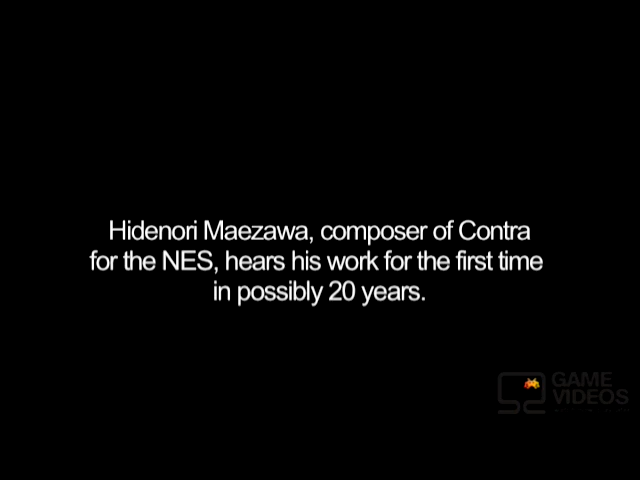 Hidenori Maezawa, composer of Contra
for the NES, hears his work for the first time
in possibly 20 years.
GAME
VIDEOS